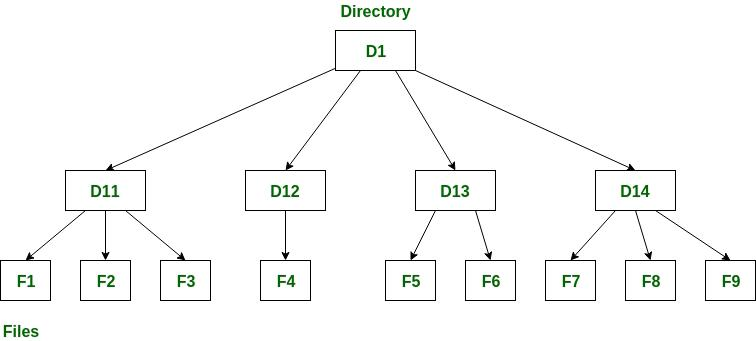 Directory
D1
D11 D12 D13 D14
F1 F2 F3 F4 F5 F6 F7 F8 F9
Files